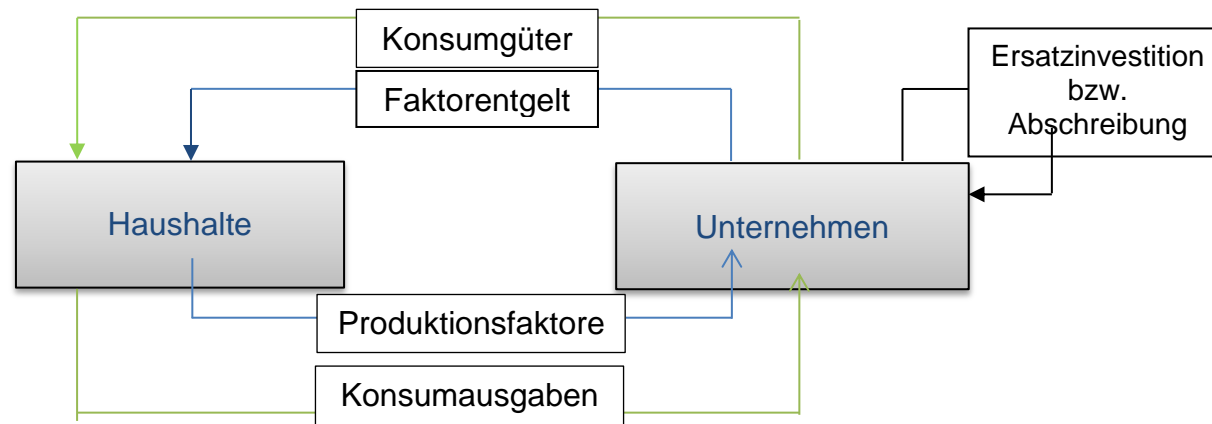 Konsumgüter
Faktorentgelt
Ersatzinvestition
bzw.
Abschreibung
Haushalte
Unternehmen
Produktionsfaktore
Konsumausgaben